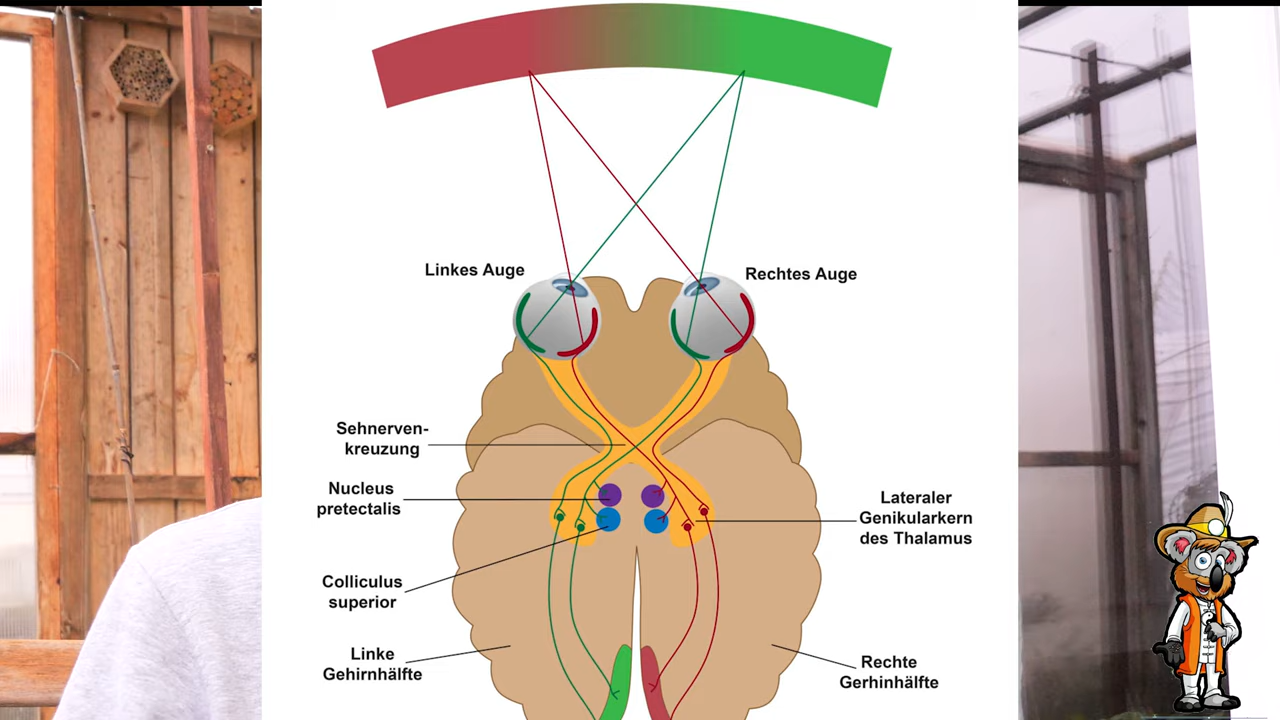 Linkes Auge
Rechtes Auge
Sehnerven-
kreuzung
Nucleus
pretectalis
Lateraler
Genikularkern
des Thalamus
Colliculus
superior
Linke
Gehirnhälfte
Rechte
Gerhinhälfte